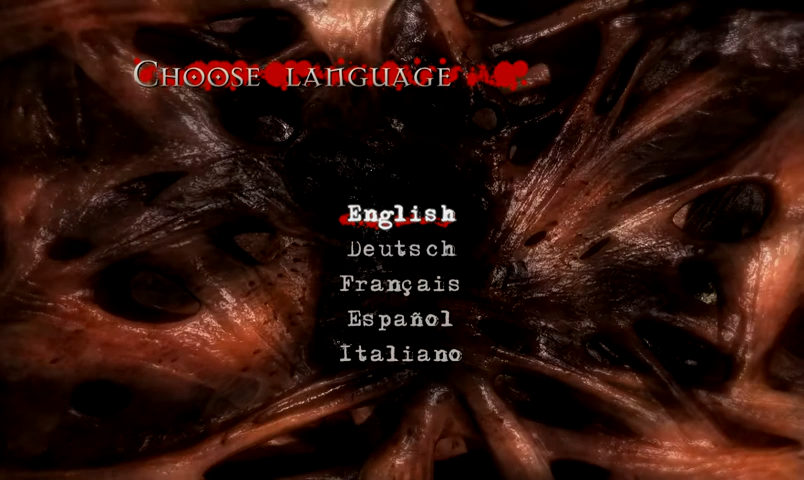 Choose language
English
Deutsch
Français
Español
Italiano